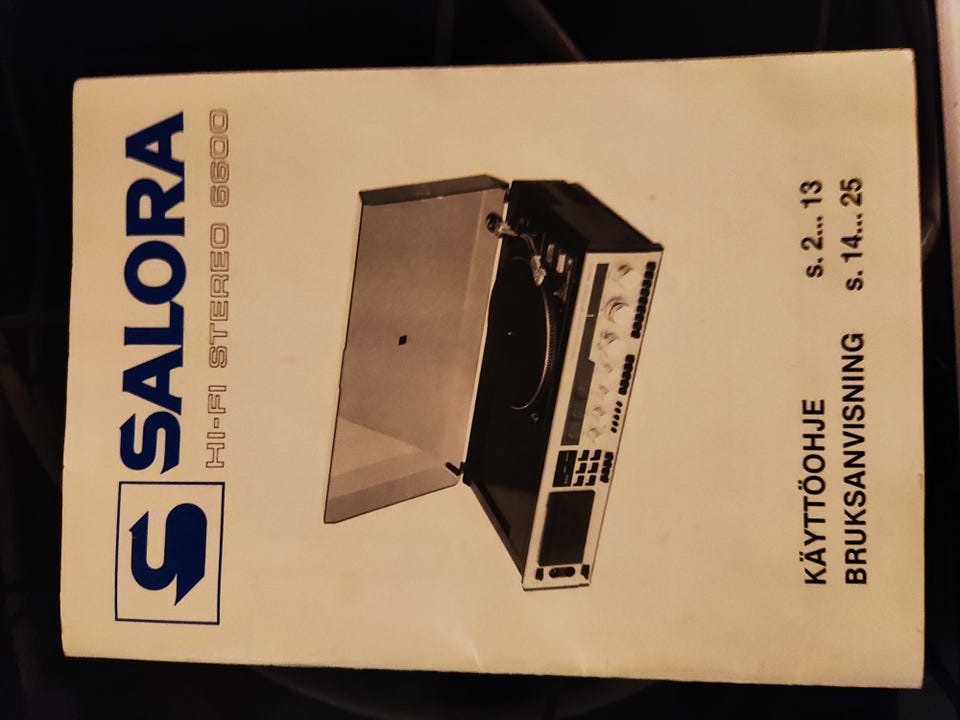 SALORA
HI-FI STEREO 6600
KÄYTTÖOHJE s. 2... 13
BRUKSANVISNING s. 14... 25